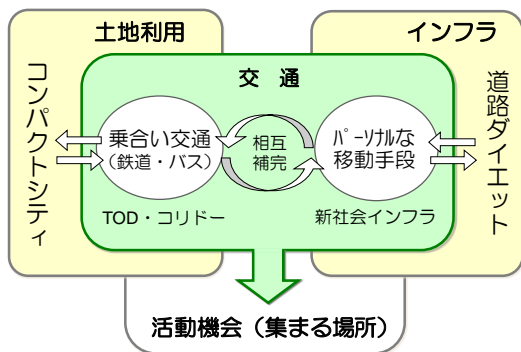 土地利用
インフラ
交 通
コンパクトシティ
乗合い交通
(鉄道・バス)
相互
補完
パーソナルな
移動手段
道路ダイエット
TOD・コリドー
新社会インフラ
活動機会（集まる場所）